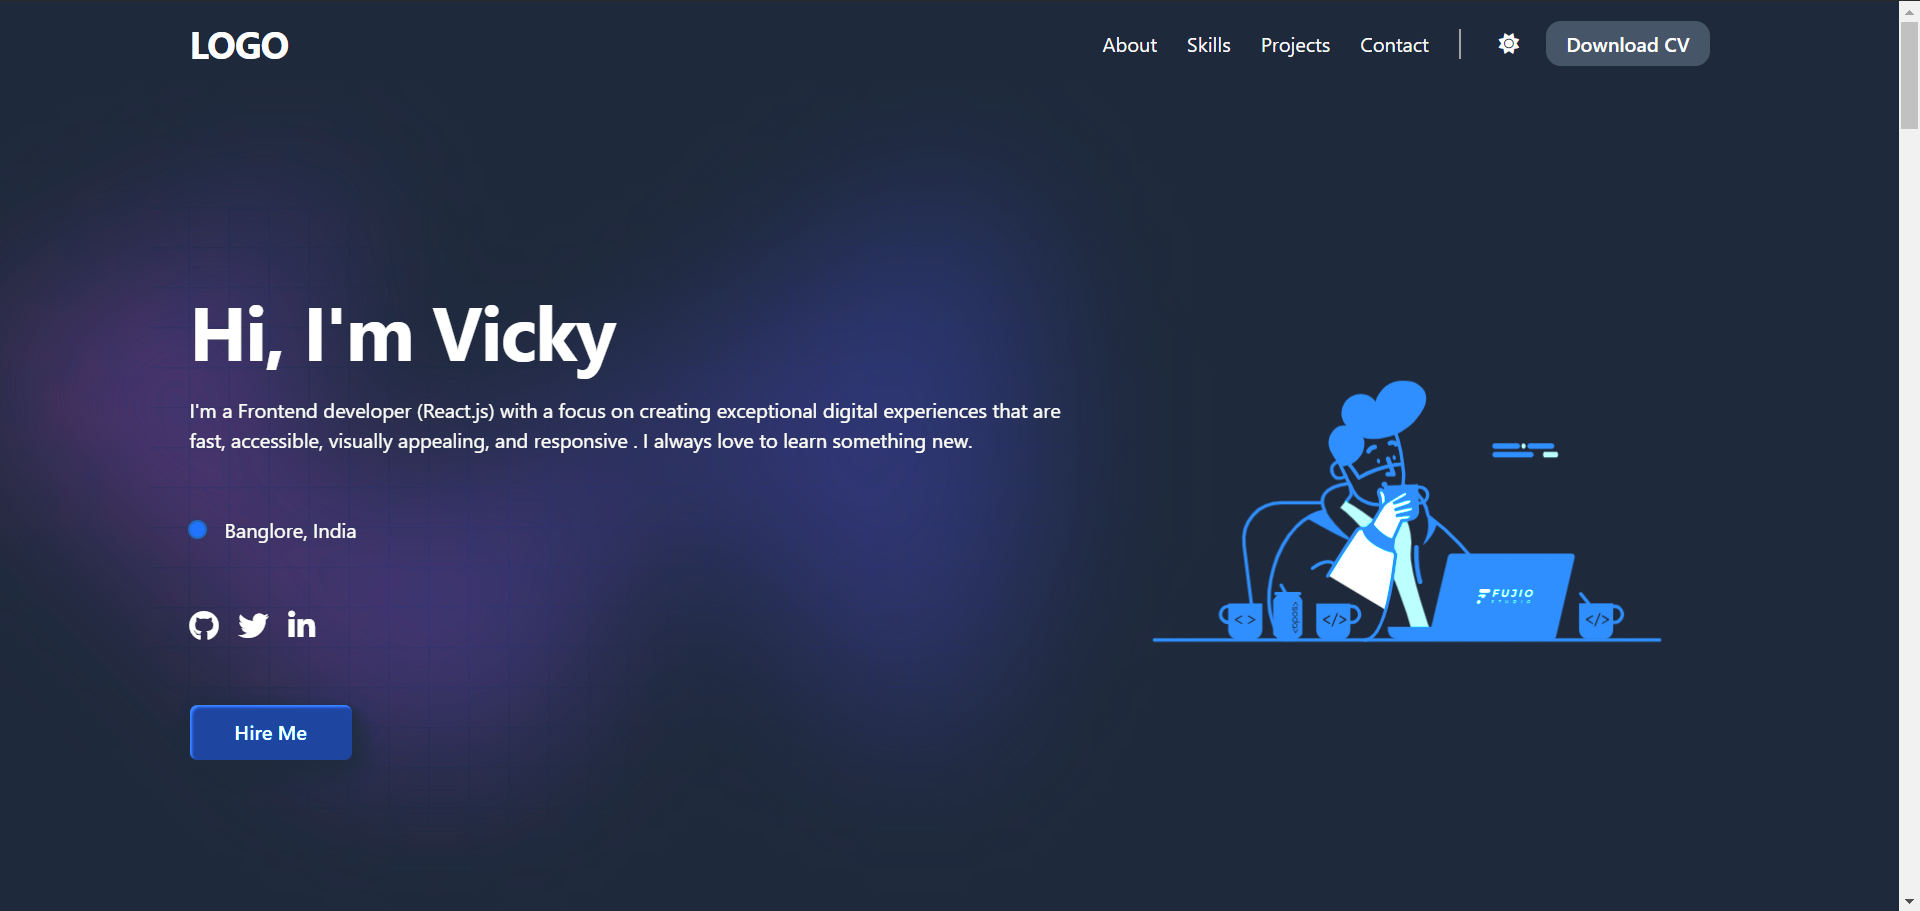 LOGO
About Skills Projects Contact Download CV
Hi, I'm Vicky
I'm a Frontend developer (React.js) with a focus on creating exceptional digital experiences that are
fast, accessible, visually appealing, and responsive . I always love to learn something new.
Banglore, India
Hire Me
FUJIO
STUDIO
< >
</>
</>